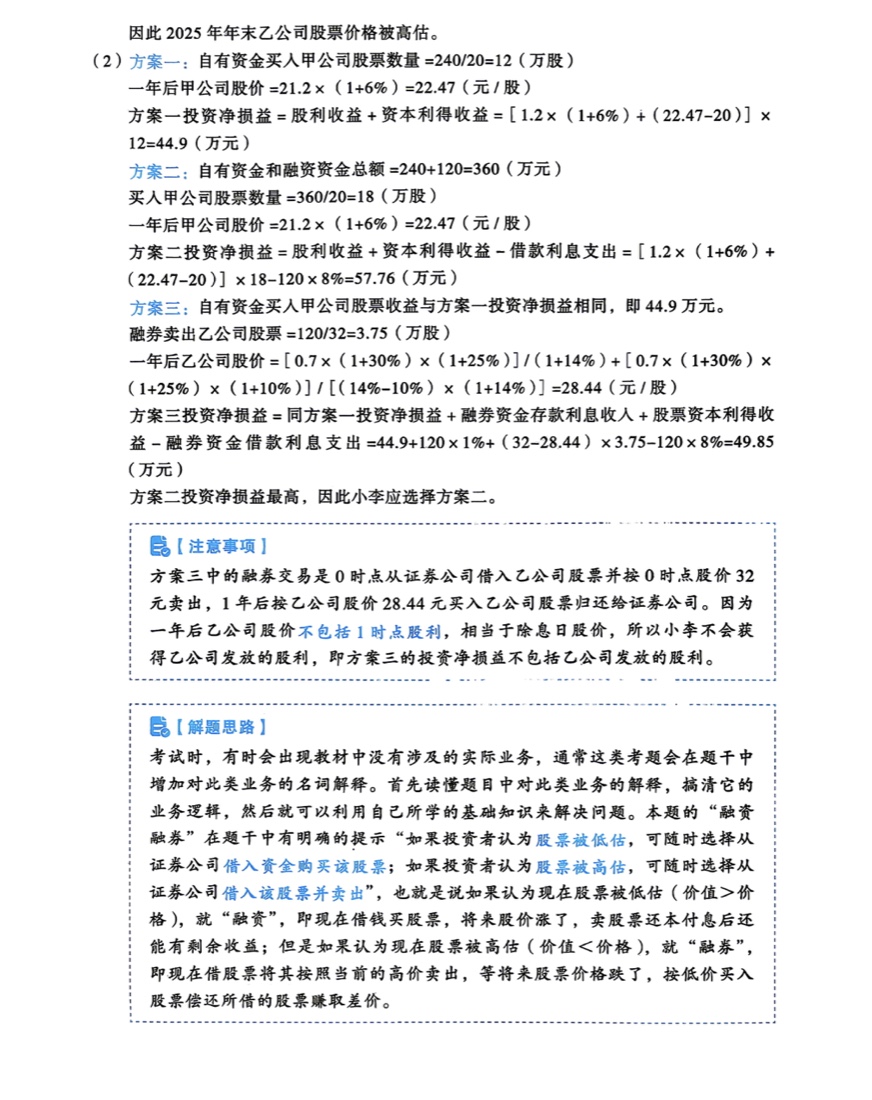 因此 2025 年年末乙公司股票价格被高估。
（2）方案一：自有资金买入甲公司股票数量 =240/20=12（万股）
一年后甲公司股价 =21.2×（1+6%）=22.47（元 / 股）
方案一投资净损益 = 股利收益 + 资本利得收益 =［1.2×（1+6%）+（22.47−20）］×
12=44.9（万元）
方案二：自有资金和融资资金总额 =240+120=360（万元）
买入甲公司股票数量 =360/20=18（万股）
一年后甲公司股价 =21.2×（1+6%）=22.47（元 / 股）
方案二投资净损益 = 股利收益 + 资本利得收益 − 借款利息支出 =［1.2×（1+6%）+
（22.47−20）］×18−120×8%=57.76（万元）
方案三：自有资金买入甲公司股票收益与方案一投资净损益相同，即 44.9 万元。
融券卖出乙公司股票 =120/32=3.75（万股）
一年后乙公司股价 =［0.7×（1+30%）×（1+25%）］/（1+14%）+［0.7×（1+30%）×
（1+25%）×（1+10%）］/［（14%−10%）×（1+14%）］=28.44（元 / 股）
方案三投资净损益 = 同方案一投资净损益 + 融券资金存款利息收入 + 股票资本利得收
益 − 融券资金借款利息支出 =44.9+120×1%+（32−28.44）×3.75−120×8%=49.85
（万元）
方案二投资净损益最高，因此小李应选择方案二。
【注意事项】
方案三中的融券交易是 0 时点从证券公司借入乙公司股票并按 0 时点股价 32
元卖出，1 年后按乙公司股价 28.44 元买入乙公司股票归还给证券公司。因为
一年后乙公司股价不包括 1 时点股利，相当于除息日股价，所以小李不会获
得乙公司发放的股利，即方案三的投资净损益不包括乙公司发放的股利。
【解题思路】
考试时，有时会出现教材中没有涉及的实际业务，通常这类考题会在题干中
增加对此类业务的名词解释。首先读懂题目中对此类业务的解释，搞清它的
业务逻辑，然后就可以利用自己所学的基础知识来解决问题。本题的“融资
融券”在题干中有明确的提示“如果投资者认为股票被低估，可随时选择从
证券公司借入资金购买该股票；如果投资者认为股票被高估，可随时选择从
证券公司借入该股票并卖出”，也就是说如果认为现在股票被低估（价值＞价
格），就“融资”，即现在借钱买股票，将来股价涨了，卖股票还本付息后还
能有剩余收益；但是如果认为现在股票被高估（价值＜价格），就“融券”，
即现在借股票将其按照当前的高价卖出，等将来股票价格跌了，按低价买入
股票偿还所借的股票赚取差价。